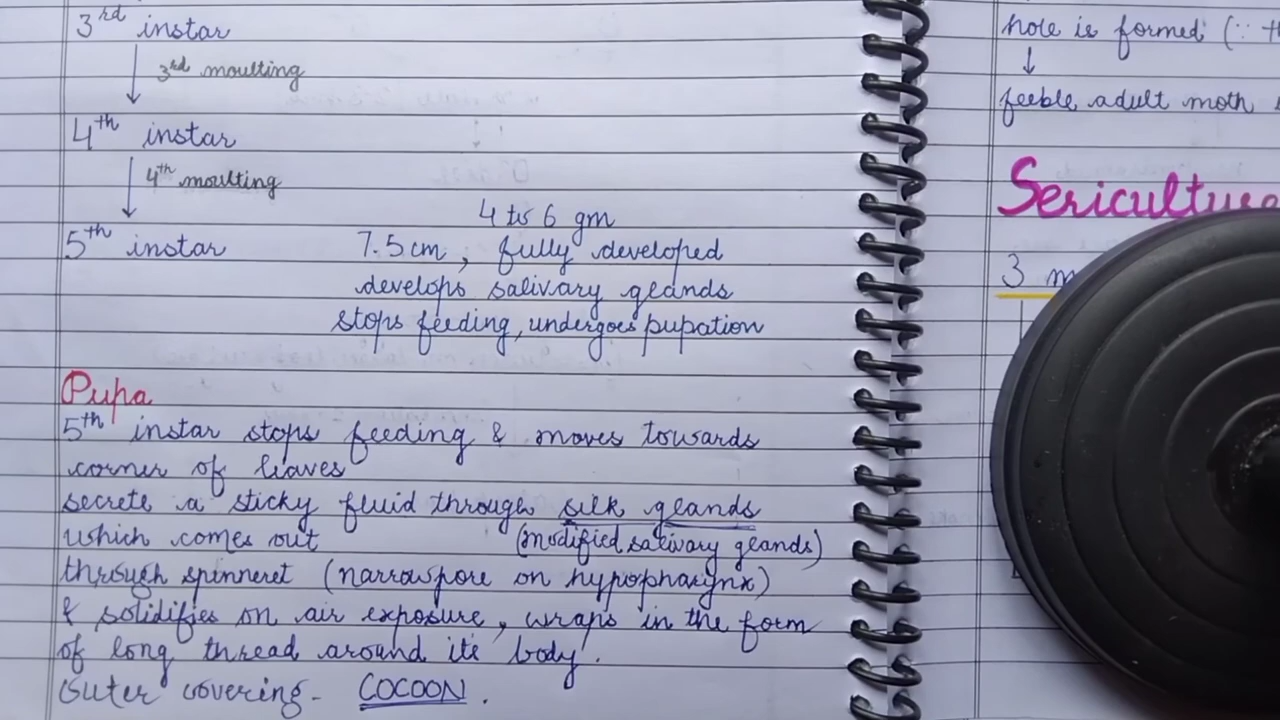 3rd instar
3rd moulting
4th instar
4th moulting
4 to 6 gm
5th instar 7.5 cm, fully developed
develops salivary glands
stops feeding, undergoes pupation
Pupa
5th instar stops feeding & moves towards
corner of leaves
secrete a sticky fluid through silk glands
which comes out (modified salivary glands)
through spinneret (narrow pore on hypopharynx)
& solidifies on air exposure, wraps in the form
of long thread around its body.
Outer covering - COCOON.
hole is formed (∵
feeble adult moth
Sericulture
3